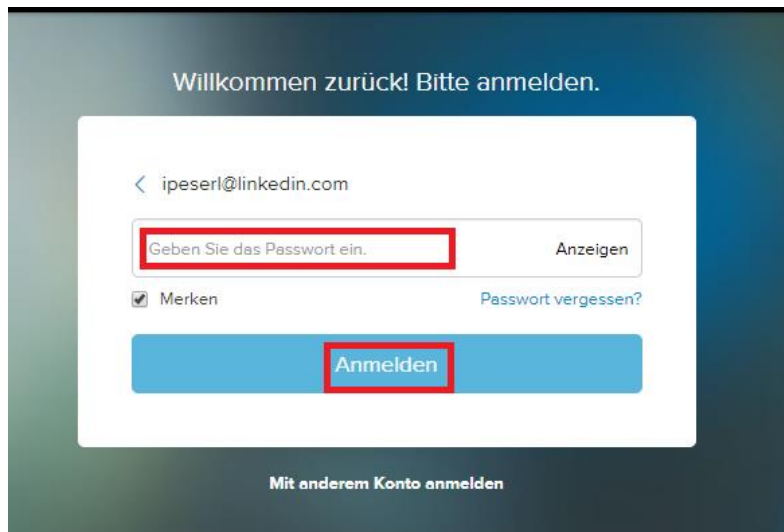 Willkommen zurück! Bitte anmelden.
ipeserl@linkedin.com
Geben Sie das Passwort ein. Anzeigen
Merken Passwort vergessen?
Anmelden
Mit anderem Konto anmelden